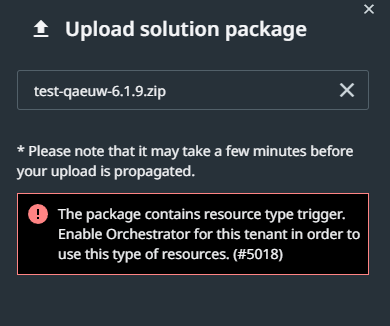 Upload solution package
test-qaeuw-6.1.9.zip
* Please note that it may take a few minutes before
your upload is propagated.
The package contains resource type trigger.
Enable Orchestrator for this tenant in order to
use this type of resources. (#5018)